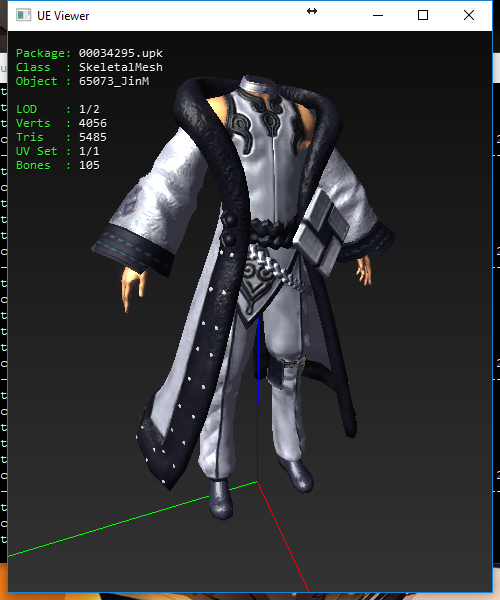 UE Viewer
Package: 00034295.upk
Class : SkeletalMesh
Object : 65073_JinM
LOD : 1/2
Verts : 4056
Tris : 5485
UV Set : 1/1
Bones : 105